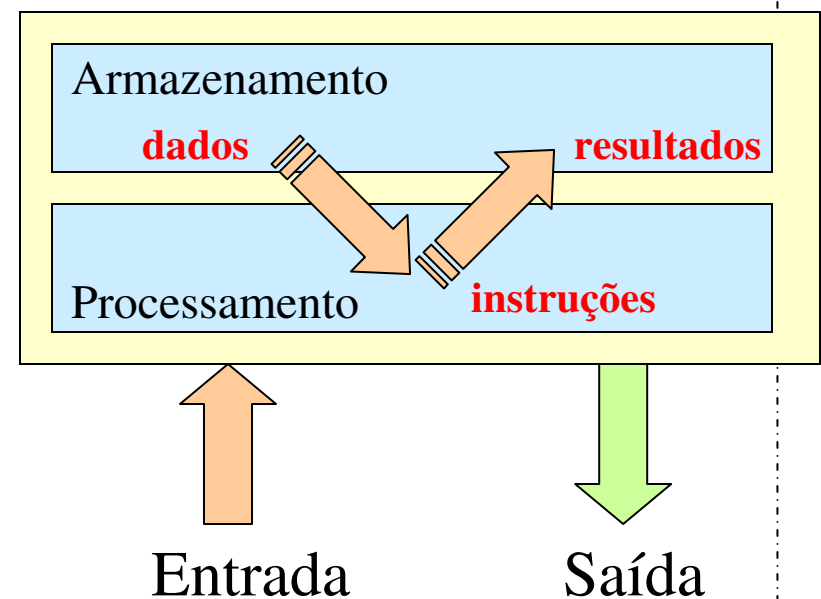 Armazenamento
dados resultados
Processamento instruções
Entrada Saída